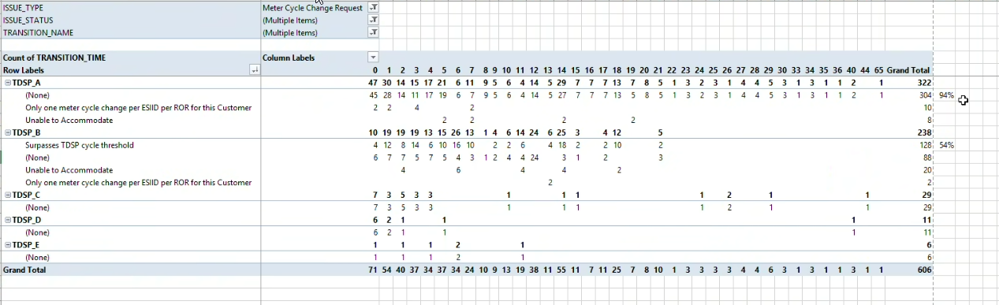 ISSUE_TYPE Meter Cycle Change Request
ISSUE_STATUS (Multiple Items)
TRANSITION_NAME (Multiple Items)
Count of TRANSITION_TIME Column Labels
Row Labels 0 1 2 3 4 5 6 7 8 9 10 11 12 13 14 15 16 17 18 19 20 21 22 23 24 25 26 27 28 29 30 33 34 35 36 40 44 65 Grand Total
TDSP_A 47 30 14 15 17 21 6 11 9 5 6 4 14 5 29 7 7 7 13 7 8 5 1 3 2 3 1 4 4 5 3 1 3 1 1 2 1 322
(None) 45 28 14 11 17 19 6 7 9 5 6 4 14 5 27 7 7 7 13 5 8 5 1 3 2 3 1 4 4 5 3 1 3 1 1 2 1 304 94%
Only one meter cycle change per ESIID per ROR for this Customer 2 2 4 2 10
Unable to Accommodate 2 2 2 2 8
TDSP_B 10 19 19 19 13 15 26 13 1 4 6 14 24 6 25 3 4 12 5 238
Surpasses TDSP cycle threshold 4 12 8 14 6 10 16 10 2 2 6 4 18 2 2 10 2 128 54%
(None) 6 7 7 5 7 5 4 3 1 2 4 4 24 3 1 2 3 88
Unable to Accommodate 4 6 4 4 2 20
Only one meter cycle change per ESIID per ROR for this Customer 2 2
TDSP_C 7 3 5 3 3 1 1 1 1 2 1 1 29
(None) 7 3 5 3 3 1 1 1 1 2 1 1 29
TDSP_D 6 2 1 1 1 11
(None) 6 2 1 1 1 11
TDSP_E 1 1 1 2 1 6
(None) 1 1 1 2 1 6
Grand Total 71 54 40 37 34 37 34 24 10 9 13 19 38 11 55 11 7 11 25 7 8 10 1 3 3 3 3 4 4 6 3 1 3 1 1 3 1 1 606